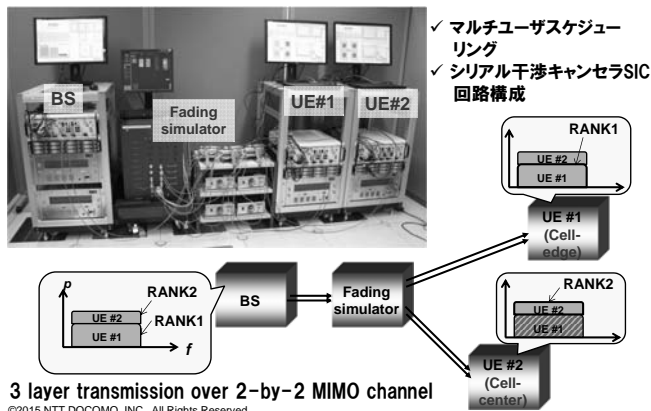 ✓ マルチユーザスケジュー
リング
✓ シリアル干渉キャンセラSIC
回路構成
BS
Fading
simulator
UE#1
UE#2
RANK1
UE #2
UE #1
UE #1
(Cell-
edge)
p
RANK2
UE #2
RANK1
UE #1
f
BS
Fading
simulator
RANK2
UE #2
UE #1
UE #2
(Cell-
center)
3 layer transmission over 2-by-2 MIMO channel
©2015 NTT DOCOMO, INC. All Rights Reserved